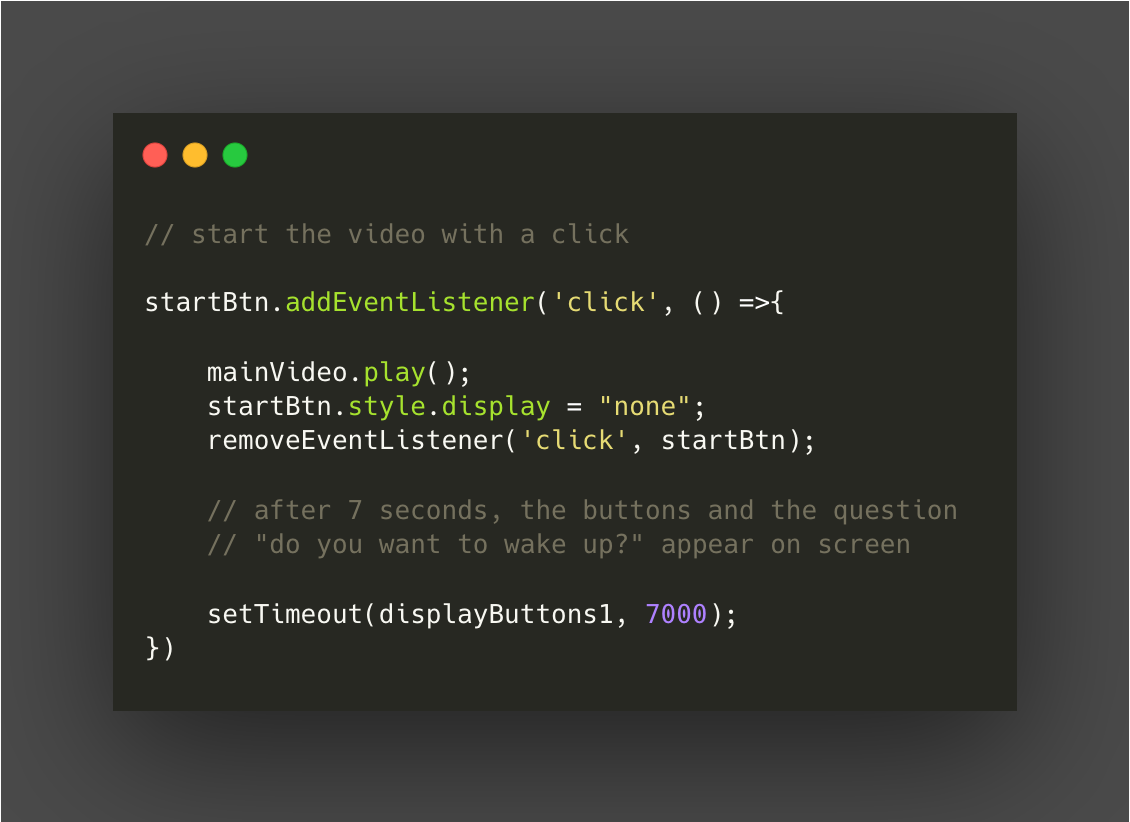 // start the video with a click
startBtn.addEventListener('click', () =>{
mainVideo.play();
startBtn.style.display = "none";
removeEventListener('click', startBtn);
// after 7 seconds, the buttons and the question
// "do you want to wake up?" appear on screen
setTimeout(displayButtons1, 7000);
})